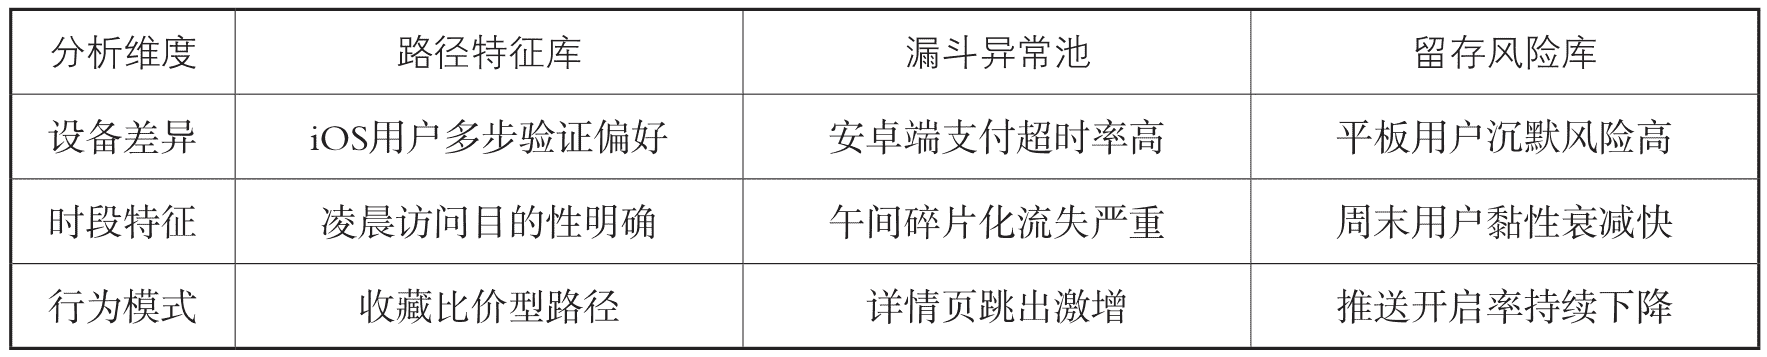 分析维度 路径特征库 漏斗异常池 留存风险库
设备差异 iOS用户多步验证偏好 安卓端支付超时率高 平板用户沉默风险高
时段特征 凌晨访问目的性明确 午间碎片化流失严重 周末用户黏性衰减快
行为模式 收藏比价型路径 详情页跳出激增 推送开启率持续下降